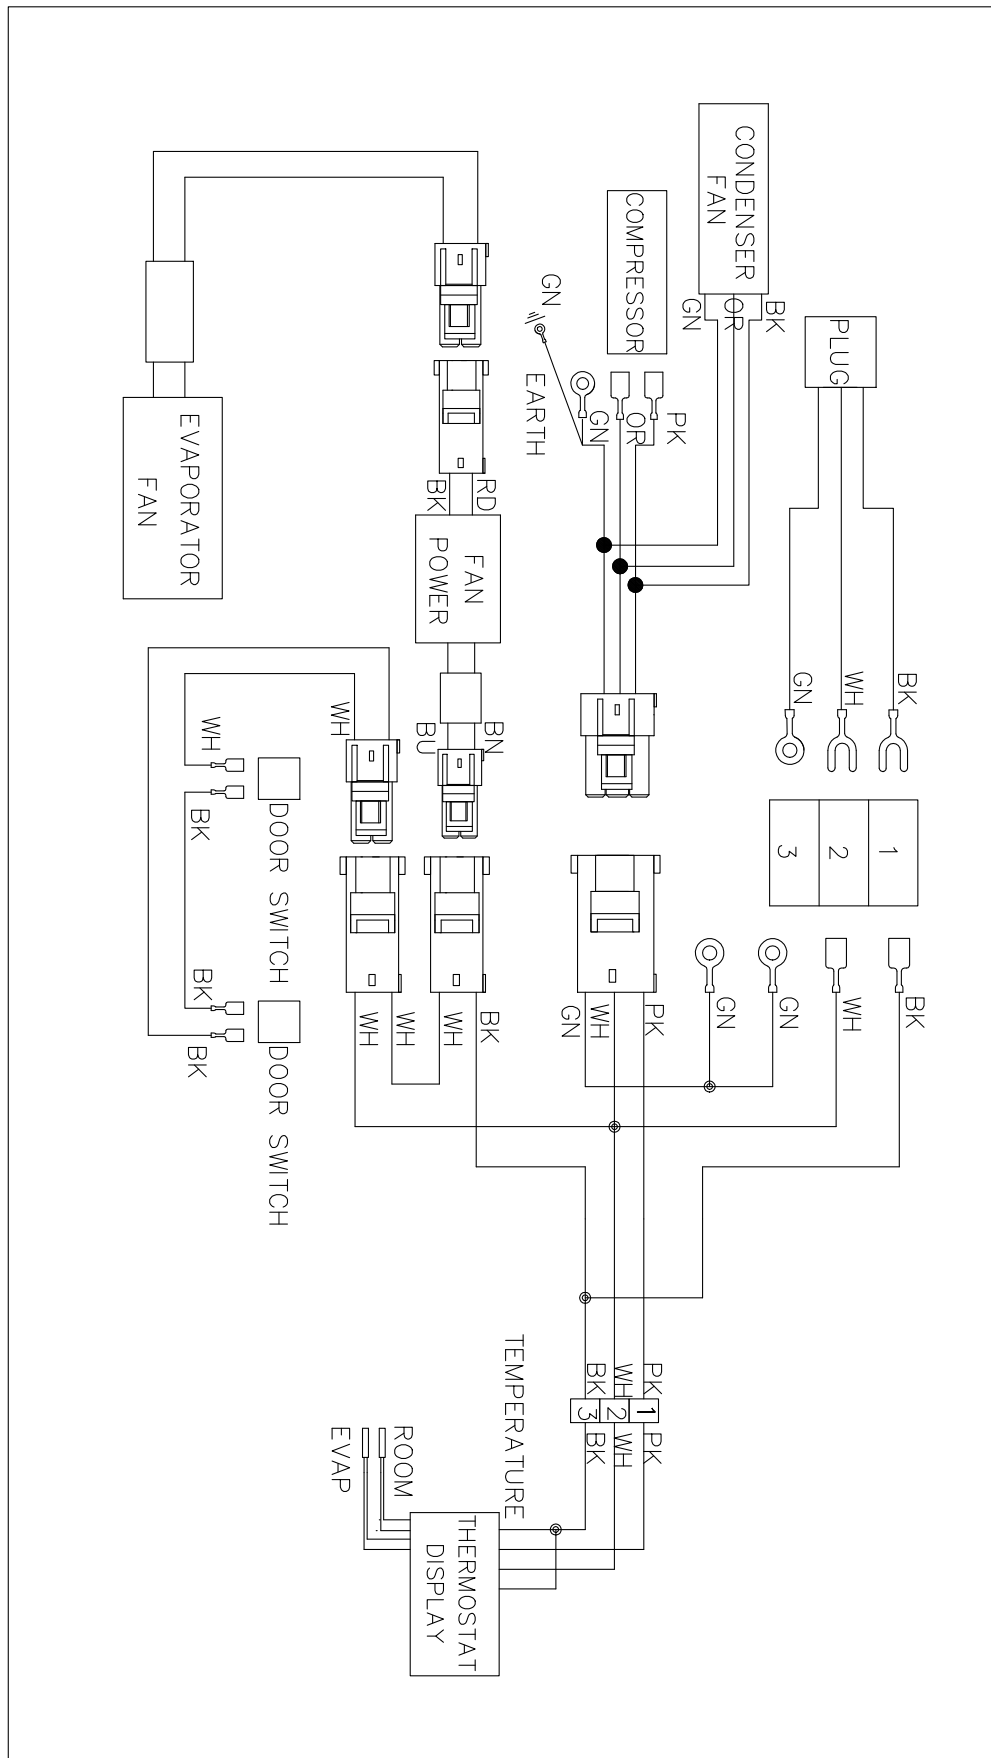 CONDENSER
FAN
GN
OR
BK
PLUG
COMPRESSOR
GN
EARTH
GN
OR
PK
GN
WH
BK
1
2
3
EVAPORATOR
FAN
BK
RD
FAN
POWER
BU
BN
WH
WH
BK
DOOR SWITCH
BK
BK
DOOR SWITCH
WH
WH
WH
BK
GN
WH
PK
GN
GN
WH
BK
BK
WH
PK
3
2
1
BK
WH
PK
TEMPERATURE
ROOM
EVAP
THERMOSTAT
DISPLAY